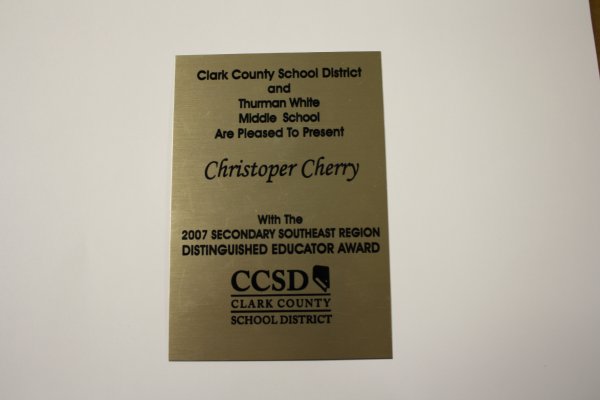 Clark County School District
and
Thurman White
Middle School
Are Pleased To Present
Christoper Cherry
With The
2007 SECONDARY SOUTHEAST REGION
DISTINGUISHED EDUCATOR AWARD
CCSD
CLARK COUNTY
SCHOOL DISTRICT